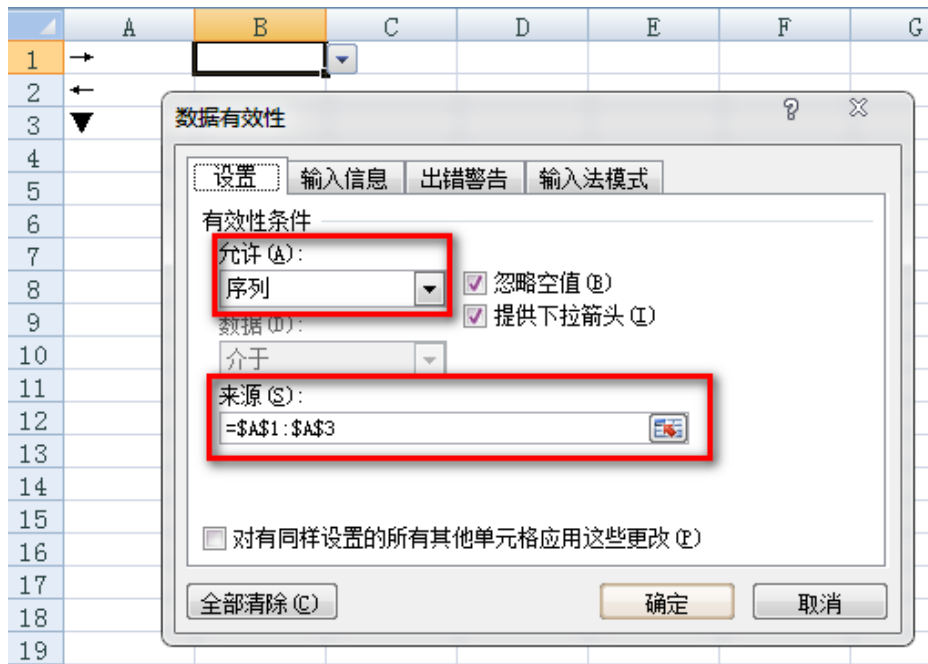 A B C D E F G
1 →
2 ←
3 ▼
4
5
6
7
8
9
10
11
12
13
14
15
16
17
18
19
数据有效性
设置 输入信息 出错警告 输入法模式
有效性条件
允许(A):
序列
忽略空值(B)
提供下拉箭头(I)
数据(D):
介于
来源(S):
=$A$1:$A$3
对有同样设置的所有其他单元格应用这些更改(P)
全部清除(C) 确定 取消